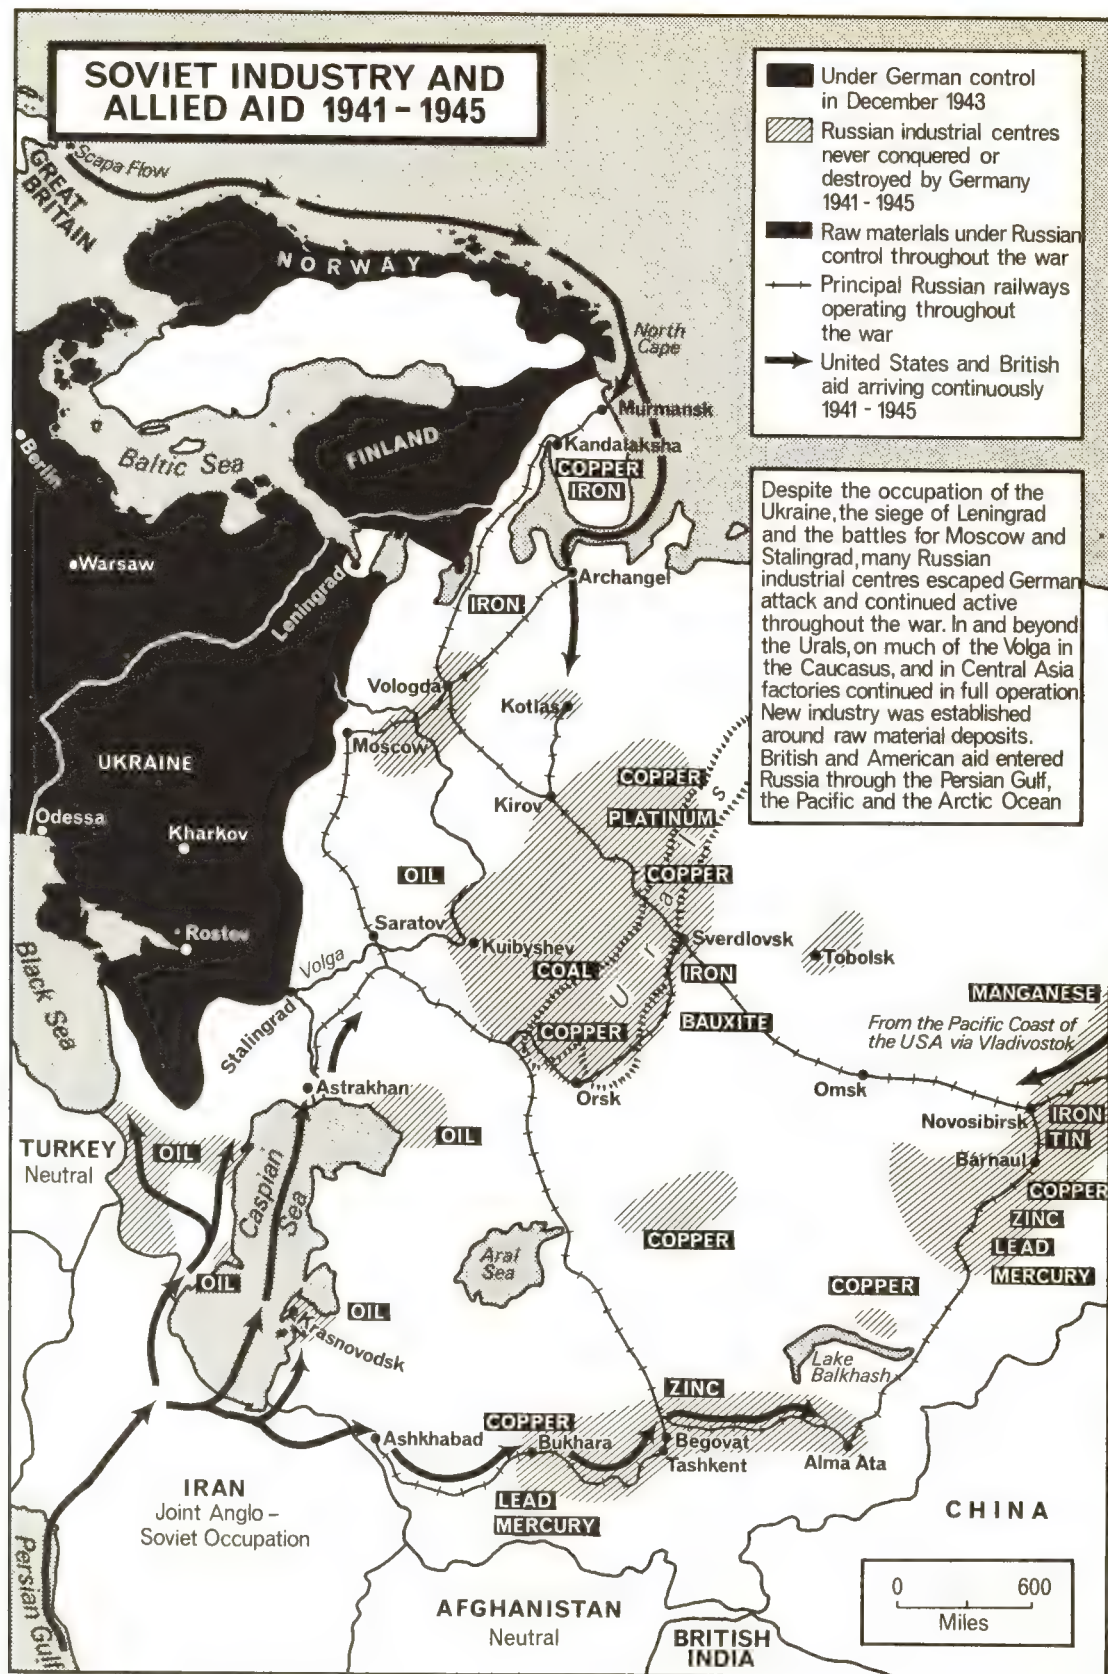 SOVIET INDUSTRY AND
ALLIED AID 1941 - 1945
Under German control
in December 1943
Russian industrial centres
never conquered or
destroyed by Germany
1941 - 1945
Raw materials under Russian
control throughout the war
Principal Russian railways
operating throughout
the war
United States and British
aid arriving continuously
1941 - 1945
Despite the occupation of the
Ukraine, the siege of Leningrad
and the battles for Moscow and
Stalingrad, many Russian
industrial centres escaped German
attack and continued active
throughout the war. In and beyond
the Urals, on much of the Volga in
the Caucasus, and in Central Asia
factories continued in full operation
New industry was established
around raw material deposits.
British and American aid entered
Russia through the Persian Gulf,
the Pacific and the Arctic Ocean
Scapa Flow
GREAT
BRITAIN
NORWAY
North
Cape
Murmansk
Kandalaksha
COPPER
IRON
FINLAND
Baltic Sea
Berlin
Warsaw
Leningrad
Archangel
IRON
Vologda
Kotlas
Moscow
UKRAINE
COPPER
Kirov
PLATINUM
Odessa
Kharkov
OIL
COPPER
Urals
Saratov
Rostov
Kuibyshev
Sverdlovsk
Tobolsk
Black Sea
Volga
COAL
IRON
MANGANESE
Stalingrad
COPPER
BAUXITE
From the Pacific Coast of
the USA via Vladivostok
Astrakhan
Orsk
Omsk
Novosibirsk
IRON
TIN
TURKEY
Neutral
OIL
OIL
Barnaul
COPPER
Caspian
Sea
ZINC
COPPER
LEAD
Aral
Sea
MERCURY
OIL
OIL
COPPER
Krasnovodsk
Lake
Balkhash
ZINC
COPPER
Ashkhabad
Bukhara
Begovat
Tashkent
Alma Ata
IRAN
Joint Anglo -
Soviet Occupation
LEAD
MERCURY
CHINA
Persian Gulf
AFGHANISTAN
Neutral
BRITISH
INDIA
0 600
Miles